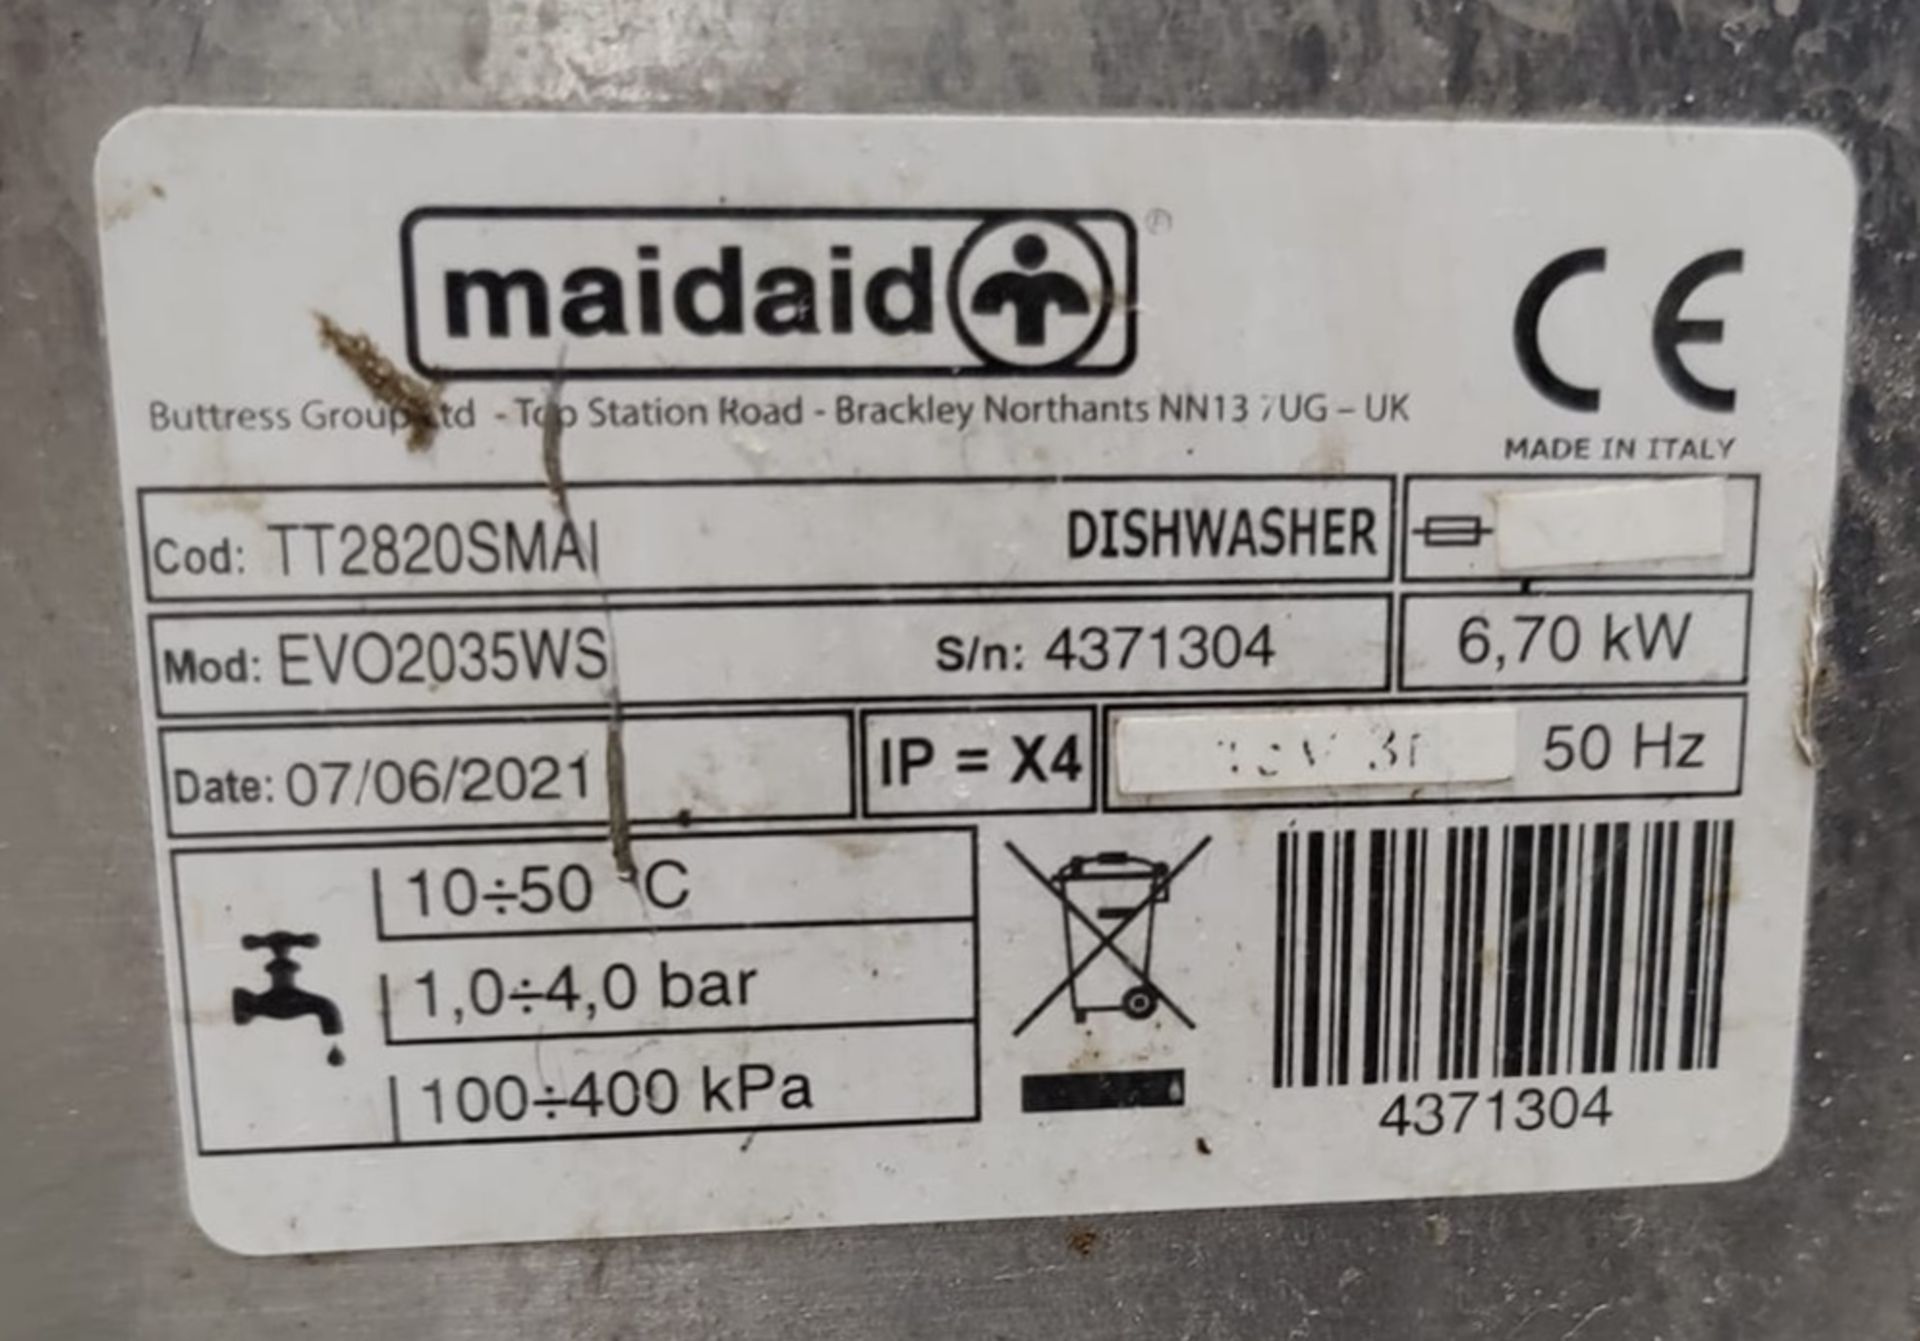 maidaid ®
CE
Buttress Group Ltd - Top Station Road - Brackley Northants NN13 7UG – UK
MADE IN ITALY
Cod: TT2820SMAI DISHWASHER
Mod: EVO2035WS S/n: 4371304 6,70 kW
Date: 07/06/2021 IP = X4 50 Hz
10÷50 °C
1,0÷4,0 bar
100÷400 kPa
4371304